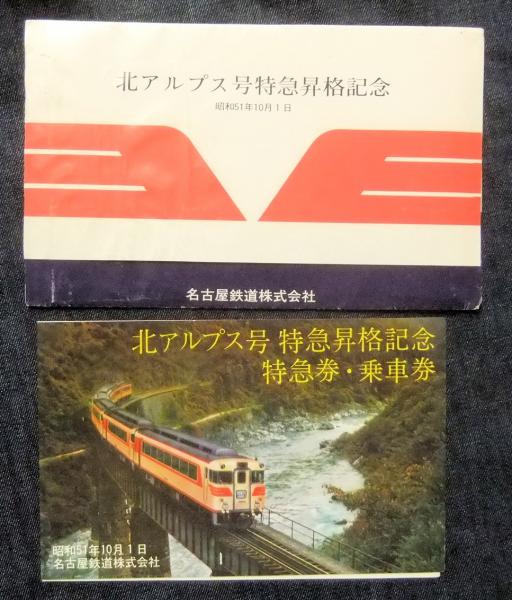 北アルプス号特急昇格記念
昭和51年10月1日
名古屋鉄道株式会社
北アルプス号 特急昇格記念
特急券・乗車券
昭和51年10月1日
名古屋鉄道株式会社